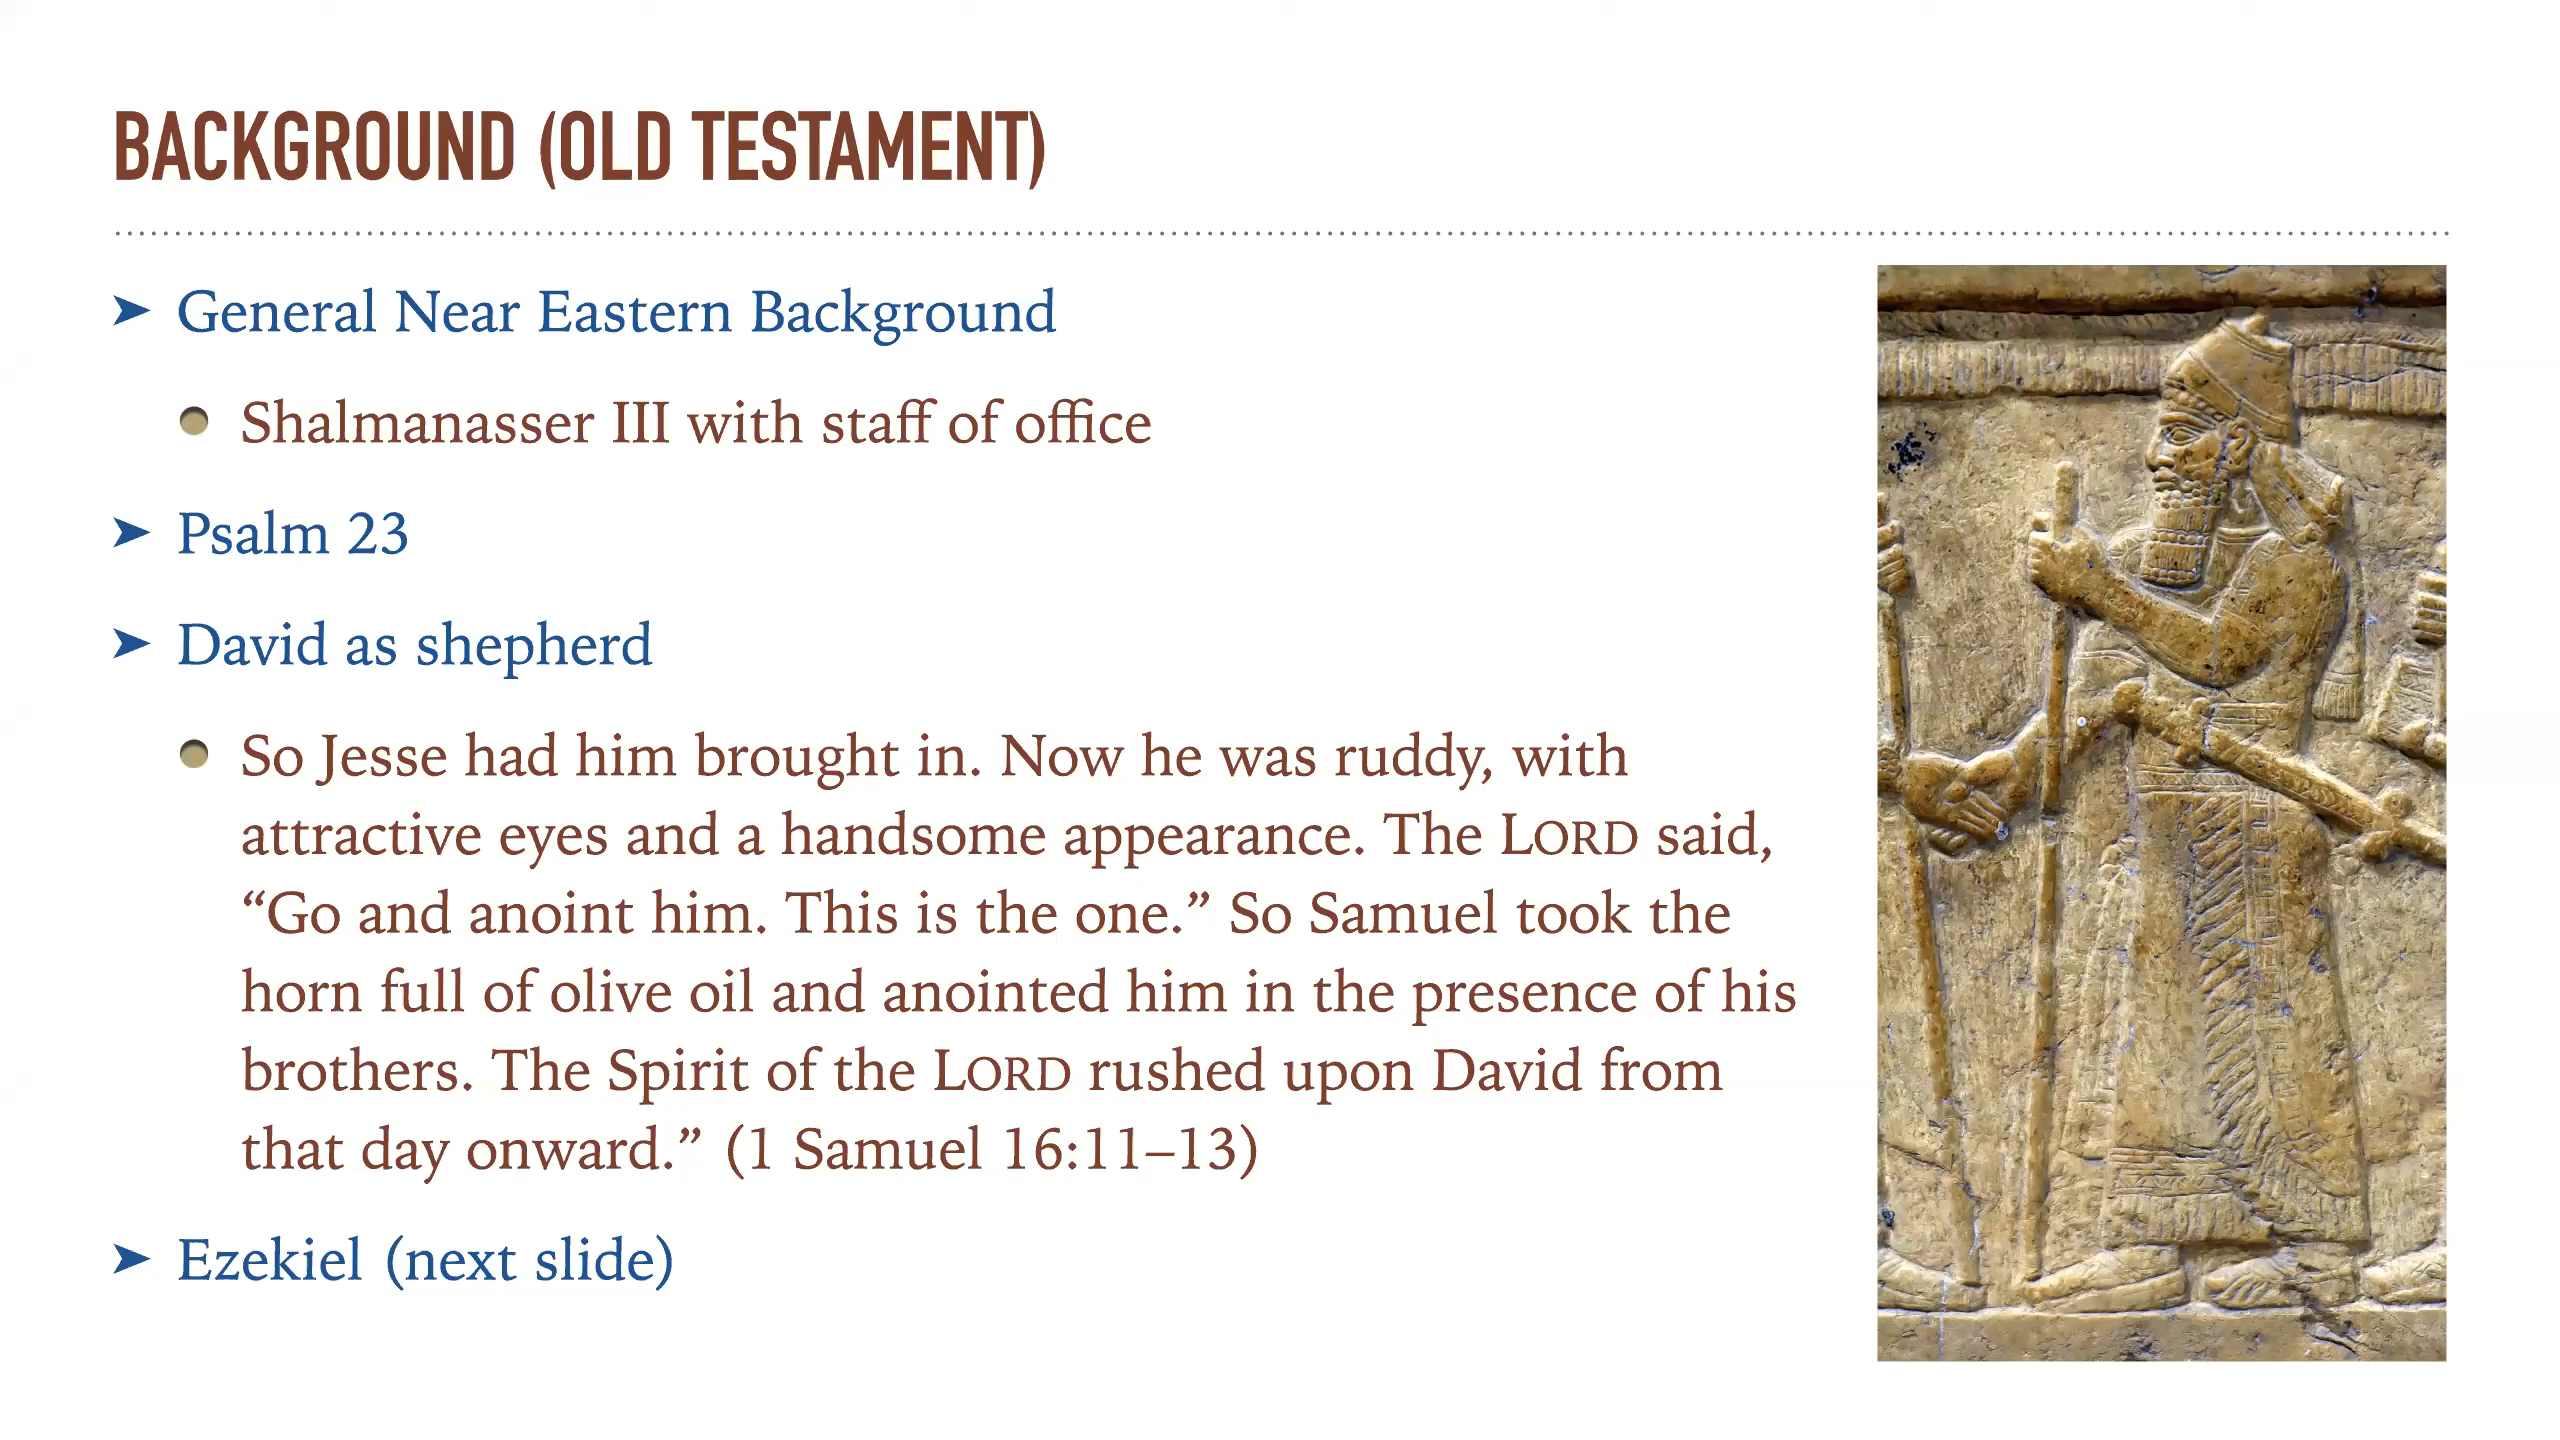 BACKGROUND (OLD TESTAMENT)
➤ General Near Eastern Background
● Shalmanasser III with staff of office
➤ Psalm 23
➤ David as shepherd
● So Jesse had him brought in. Now he was ruddy, with
attractive eyes and a handsome appearance. The LORD said,
“Go and anoint him. This is the one.” So Samuel took the
horn full of olive oil and anointed him in the presence of his
brothers. The Spirit of the LORD rushed upon David from
that day onward.” (1 Samuel 16:11–13)
➤ Ezekiel (next slide)